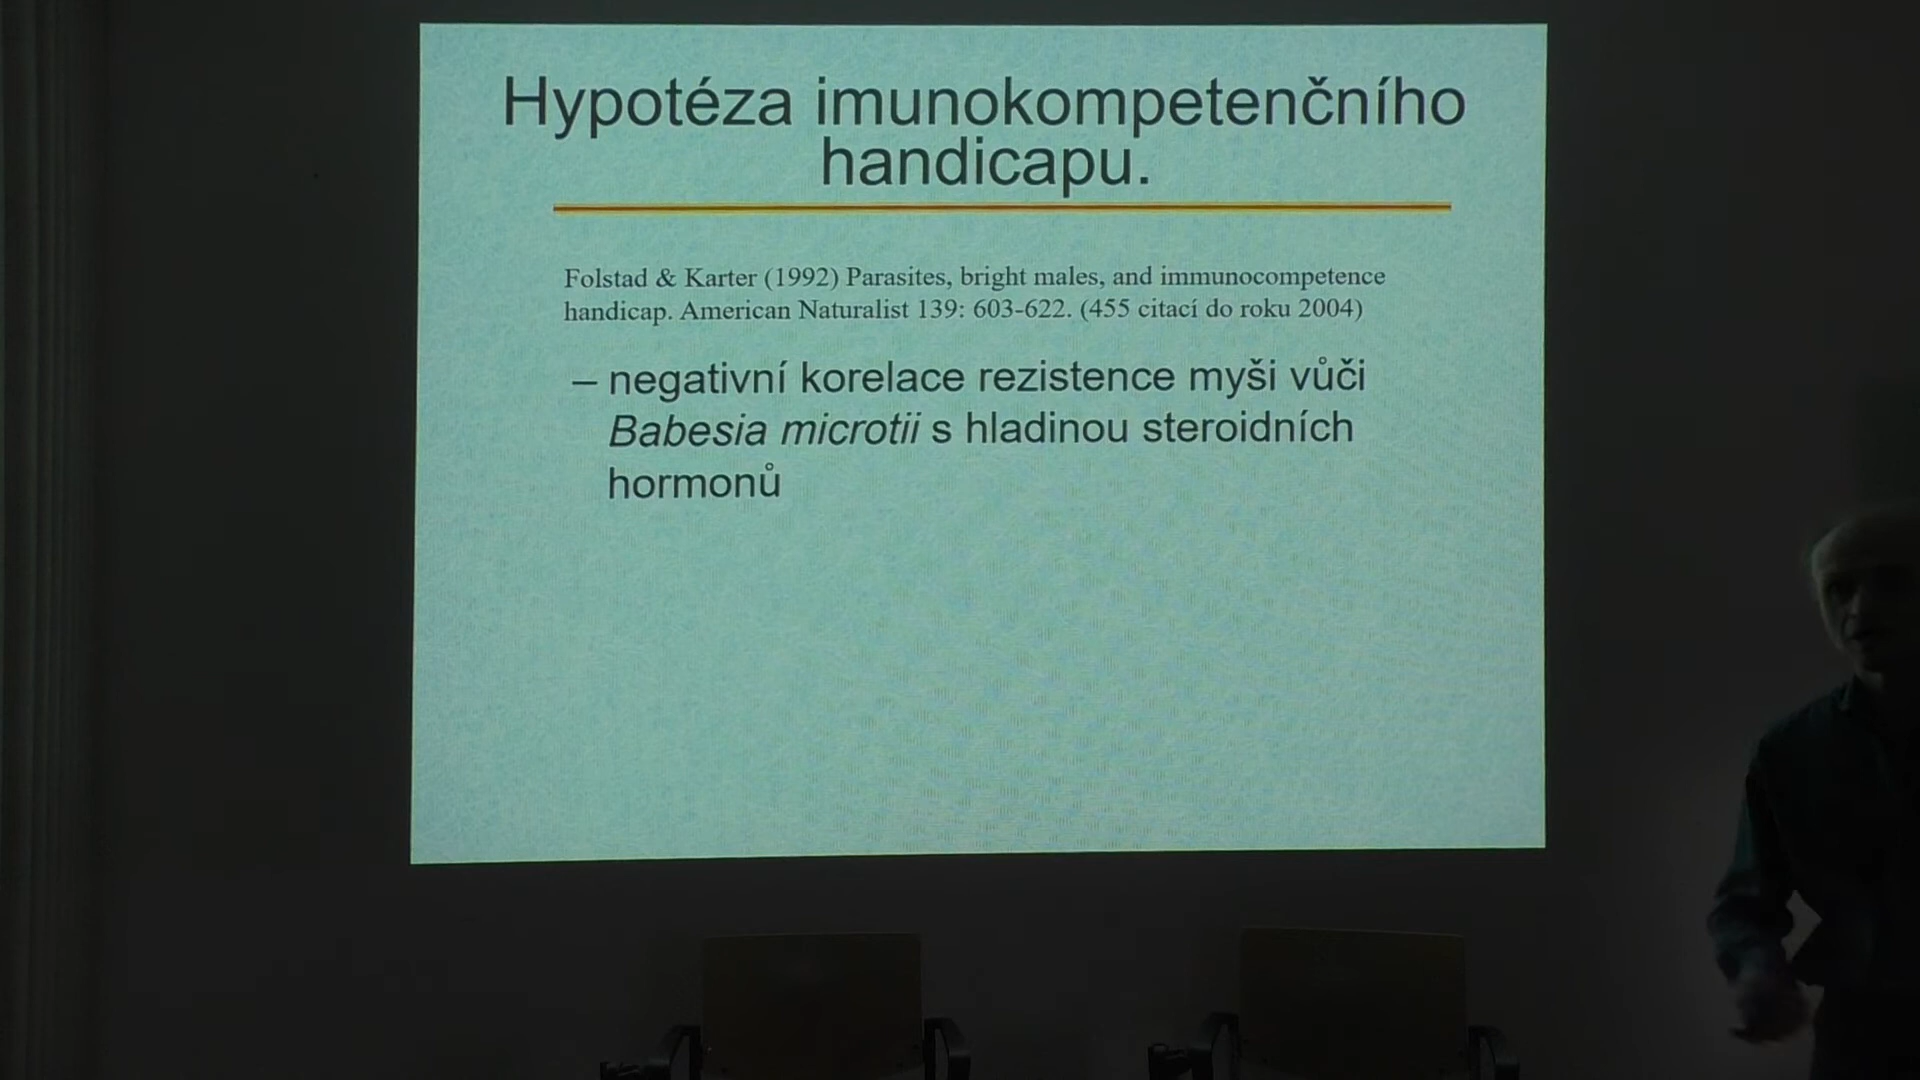 Hypotéza imunokompetenčního
handicapu.
Folstad & Karter (1992) Parasites, bright males, and immunocompetence
handicap. American Naturalist 139: 603-622. (455 citací do roku 2004)
– negativní korelace rezistence myši vůči
Babesia microtii s hladinou steroidních
hormonů